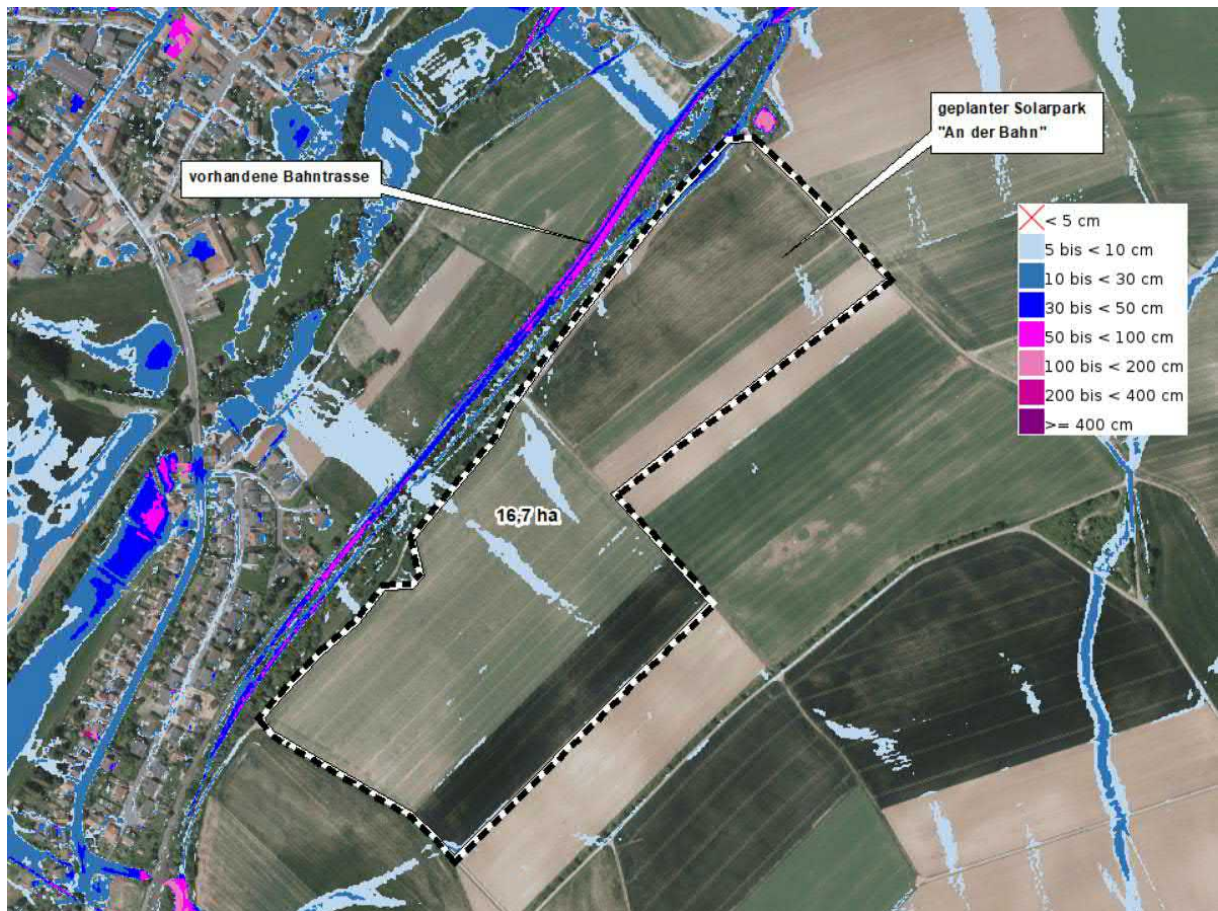 geplanter Solarpark
"An der Bahn"
vorhandene Bahntrasse
< 5 cm
5 bis < 10 cm
10 bis < 30 cm
30 bis < 50 cm
50 bis < 100 cm
100 bis < 200 cm
200 bis < 400 cm
>= 400 cm
16,7 ha